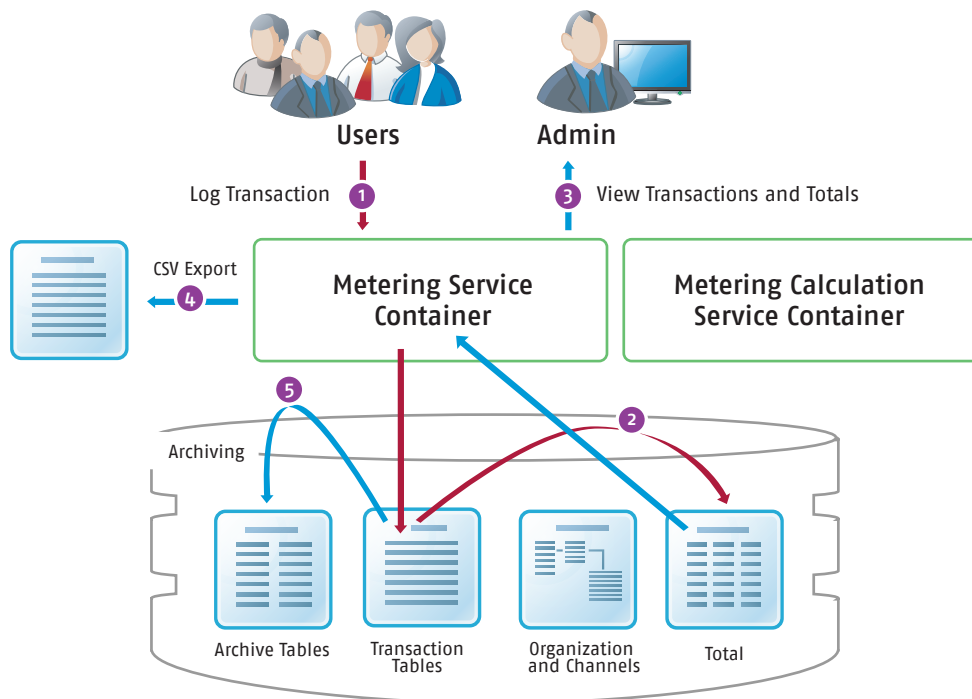 Users
Admin
Log Transaction
1
3
View Transactions and Totals
CSV Export
4
Metering Service
Container
Metering Calculation
Service Container
5
2
Archiving
Archive Tables
Transaction
Tables
Organization
and Channels
Total